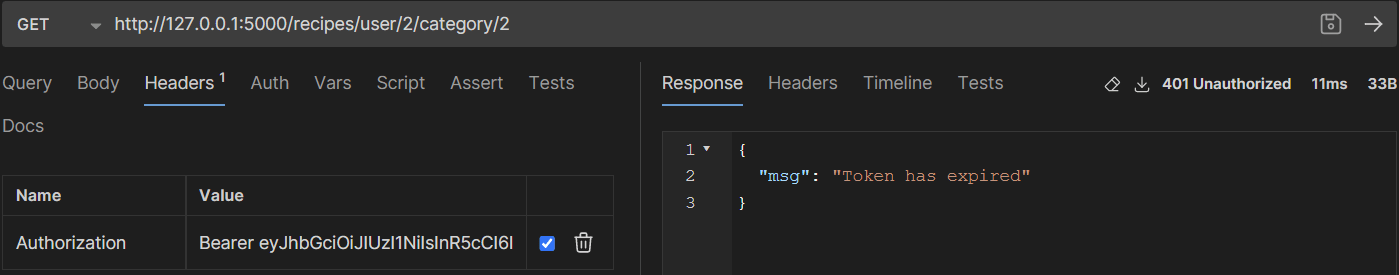 GET http://127.0.0.1:5000/recipes/user/2/category/2
Query Body Headers 1 Auth Vars Script Assert Tests
Docs
Name Value
Authorization Bearer eyJhbGciOiJIUzI1NiIsInR5cCI6I
Response Headers Timeline Tests 401 Unauthorized 11ms 33B
1 {
2 "msg": "Token has expired"
3 }